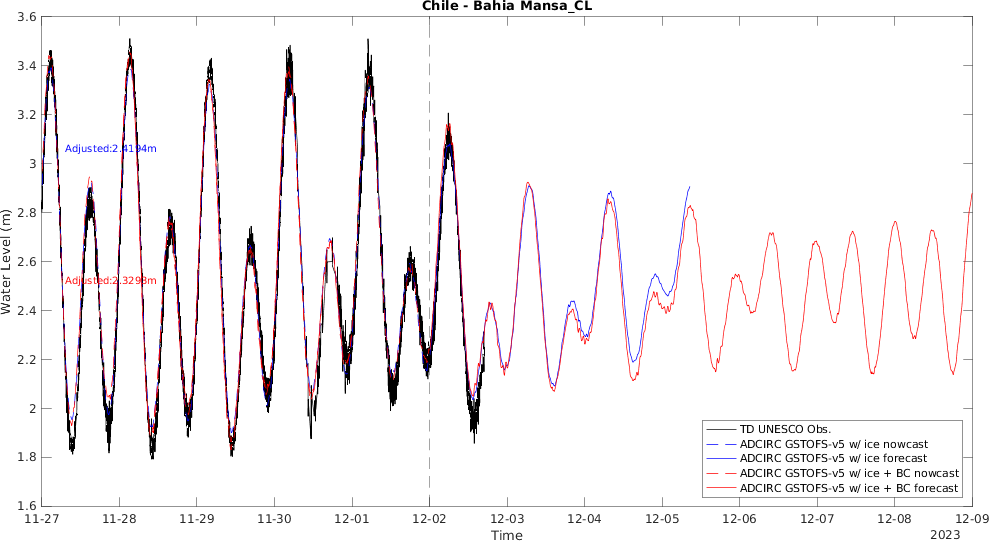 Chile - Bahia Mansa_CL
3.6
3.4
3.2
3
2.8
2.6
2.4
2.2
2
1.8
1.6
Water Level (m)
Adjusted:2.4194m
Adjusted:2.3293m
TD UNESCO Obs.
ADCIRC GSTOFS-v5 w/ ice nowcast
ADCIRC GSTOFS-v5 w/ ice forecast
ADCIRC GSTOFS-v5 w/ ice + BC nowcast
ADCIRC GSTOFS-v5 w/ ice + BC forecast
11-27 11-28 11-29 11-30 12-01 12-02 12-03 12-04 12-05 12-06 12-07 12-08 12-09
Time
2023